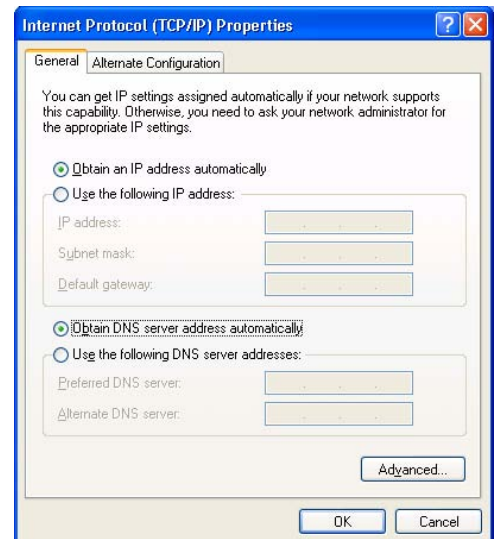 Internet Protocol (TCP/IP) Properties
General
Alternate Configuration
You can get IP settings assigned automatically if your network supports
this capability. Otherwise, you need to ask your network administrator for
the appropriate IP settings.
Obtain an IP address automatically
Use the following IP address:
IP address:
Subnet mask:
Default gateway:
Obtain DNS server address automatically
Use the following DNS server addresses:
Preferred DNS server:
Alternate DNS server:
Advanced...
OK
Cancel